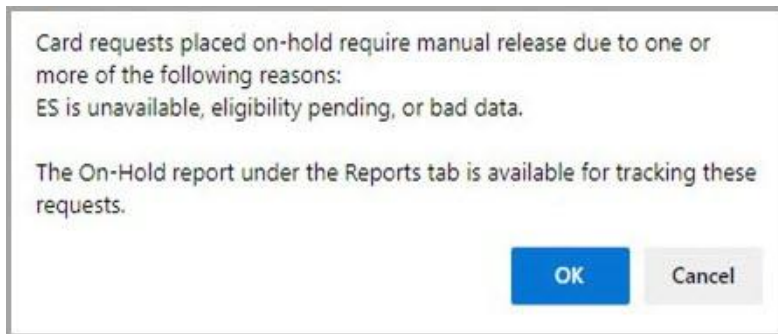 Card requests placed on-hold require manual release due to one or
more of the following reasons:
ES is unavailable, eligibility pending, or bad data.
The On-Hold report under the Reports tab is available for tracking these
requests.
OK Cancel